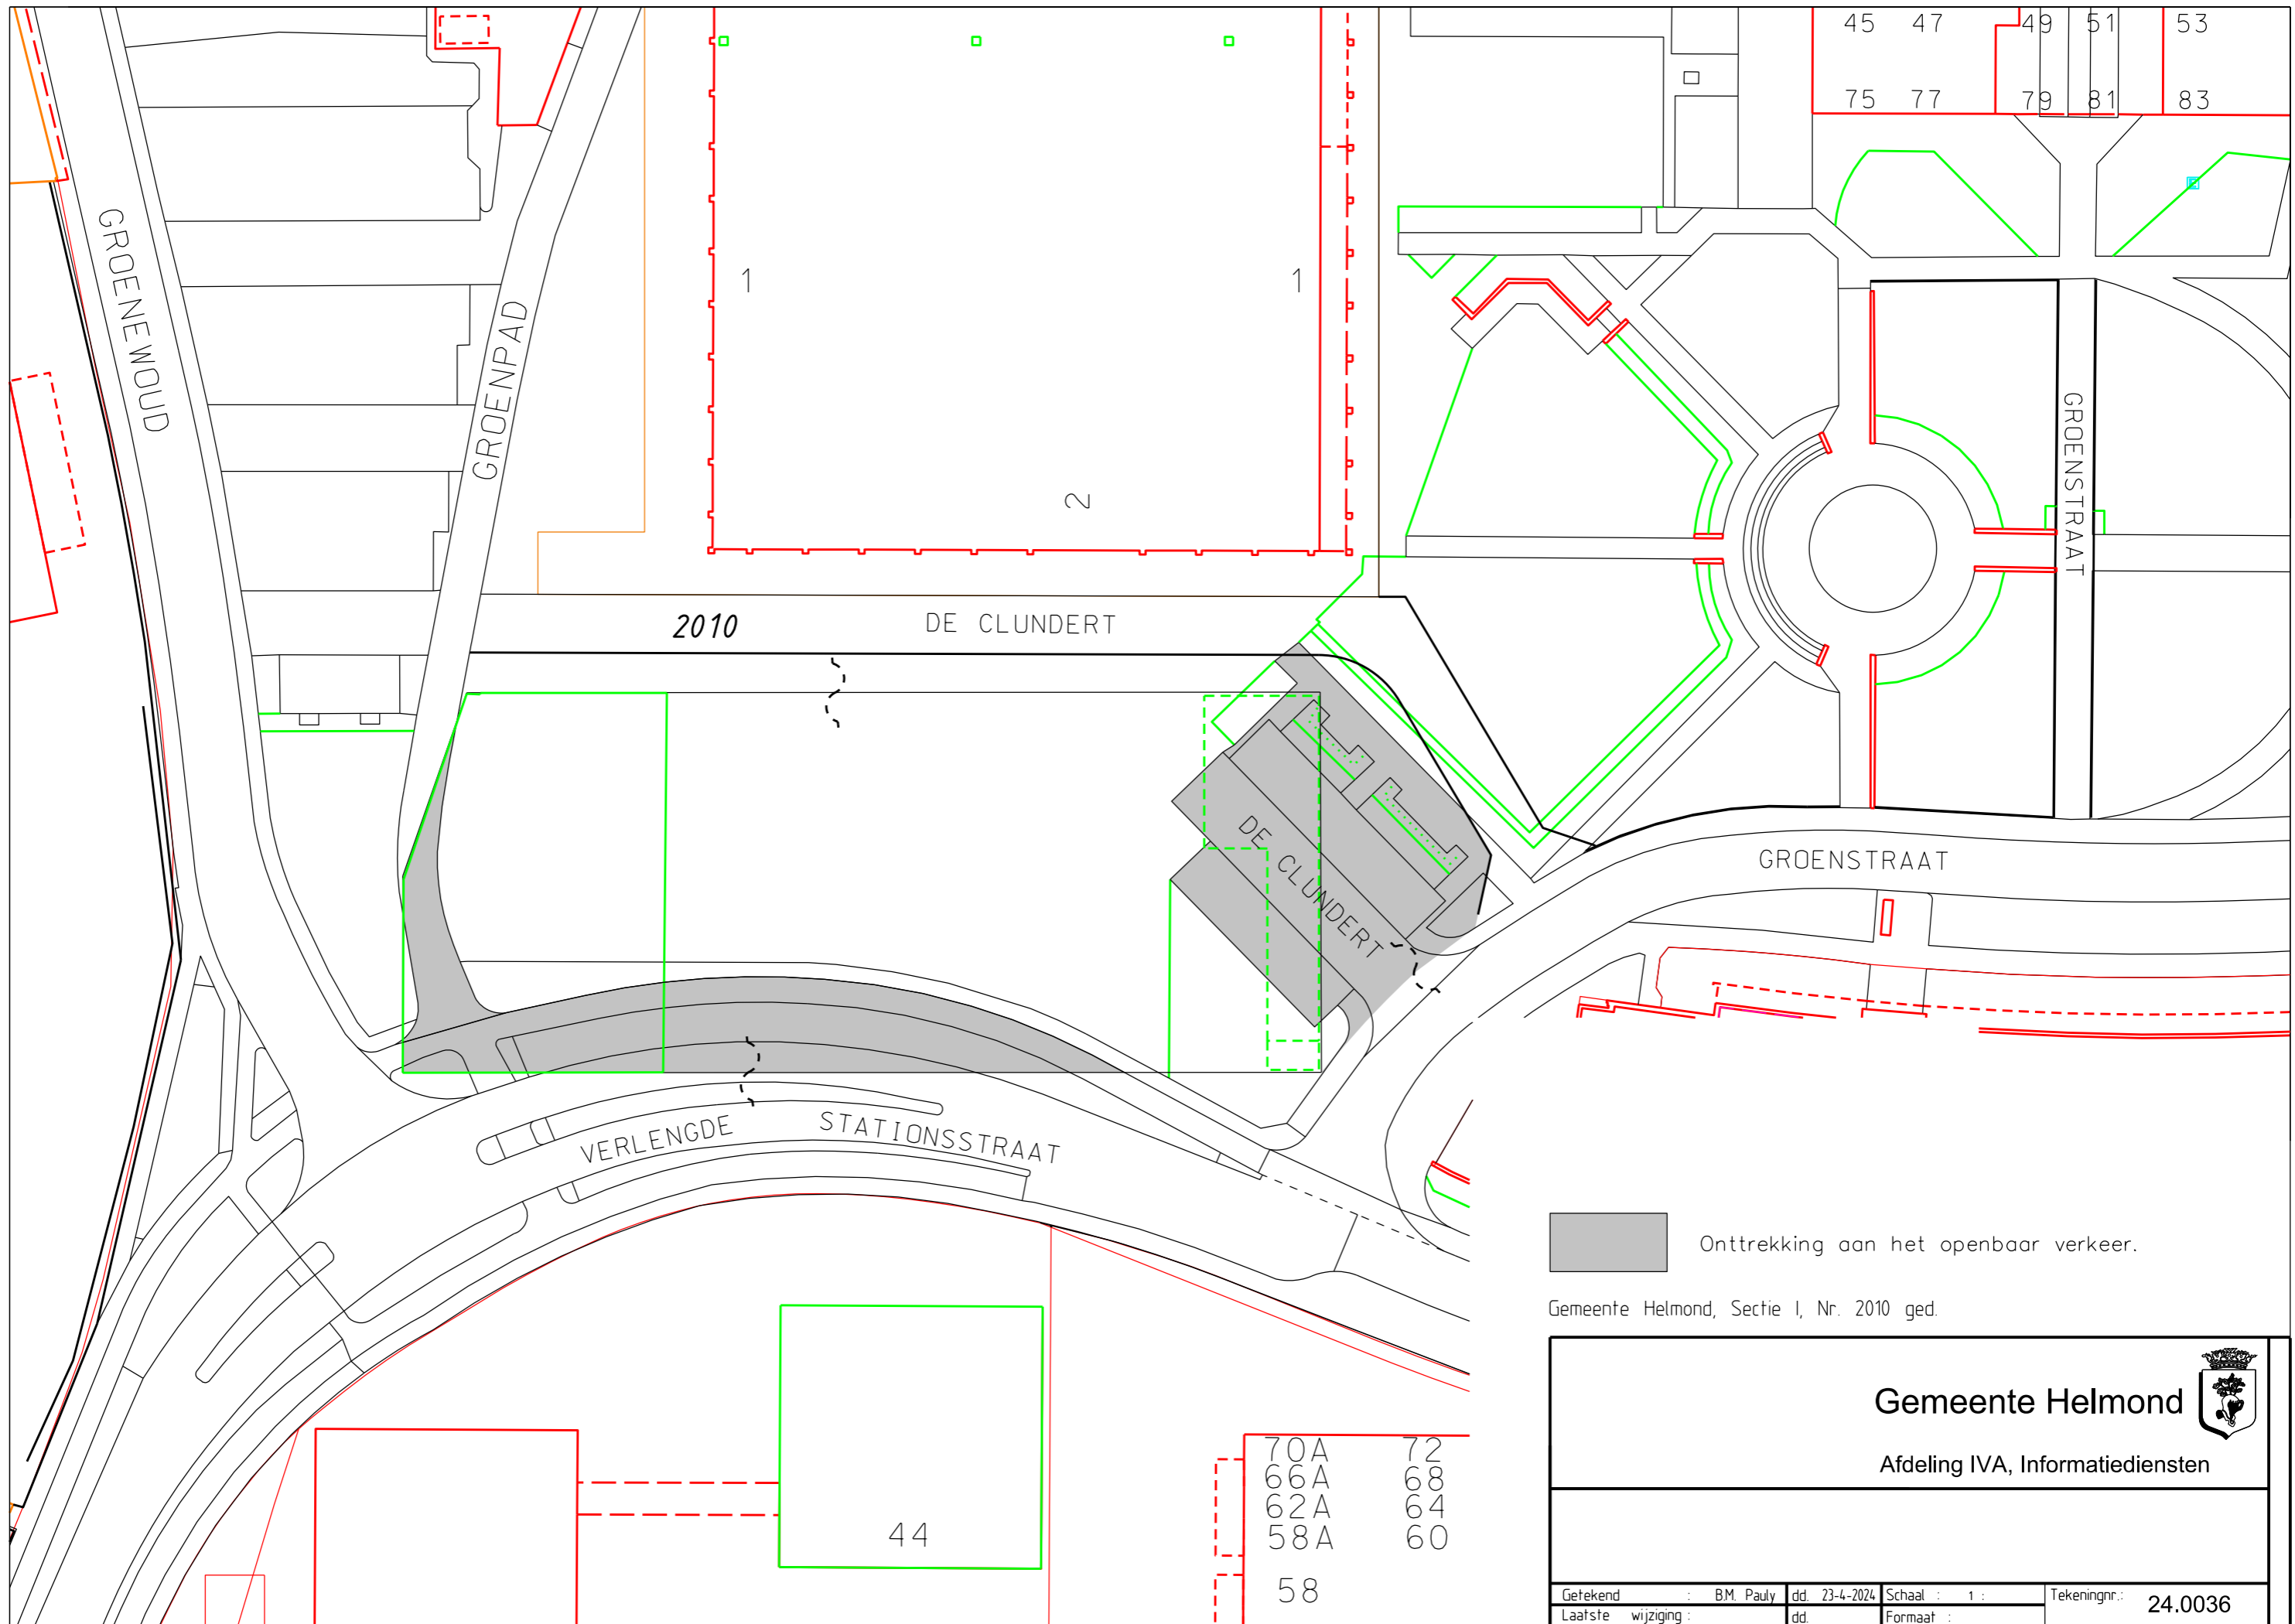 45 47 49 51 53
75 77 79 81 83
GROENEWOUD
GROENPAD
1
1
2
GROENSTRAAT
2010
DE CLUNDERT
DE CLUNDERT
GROENSTRAAT
VERLENGDE STATIONSSTRAAT
Onttrekking aan het openbaar verkeer.
Gemeente Helmond, Sectie I, Nr. 2010 ged.
Gemeente Helmond
Afdeling IVA, Informatiediensten
70A 72
66A 68
62A 64
58A 60
58
44
Getekend : B.M. Pauly dd. 23-4-2024 Schaal : 1 : Tekeningnr.: 24.0036
Laatste wijziging : dd. Formaat :